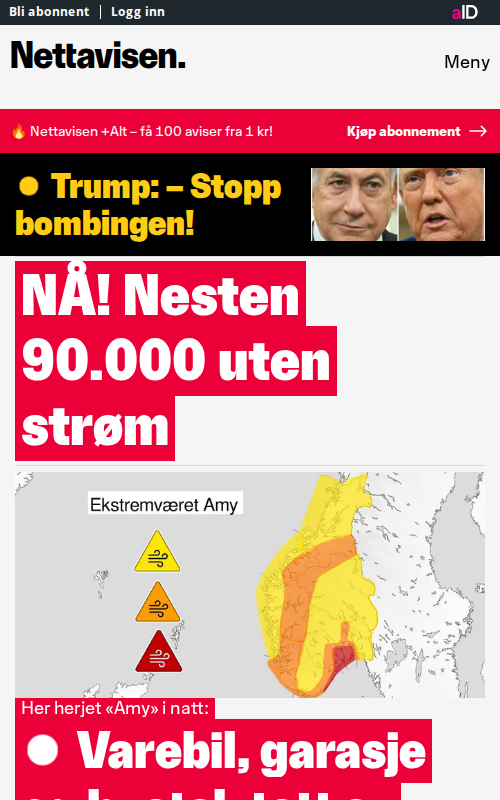 Bli abonnent | Logg inn
aID
Nettavisen.
Meny
🔥 Nettavisen +Alt – få 100 aviser fra 1 kr!
Kjøp abonnement →
Trump: – Stopp
bombingen!
NÅ! Nesten
90.000 uten
strøm
Ekstremværet Amy
Her herjet «Amy» i natt:
Varebil, garasje